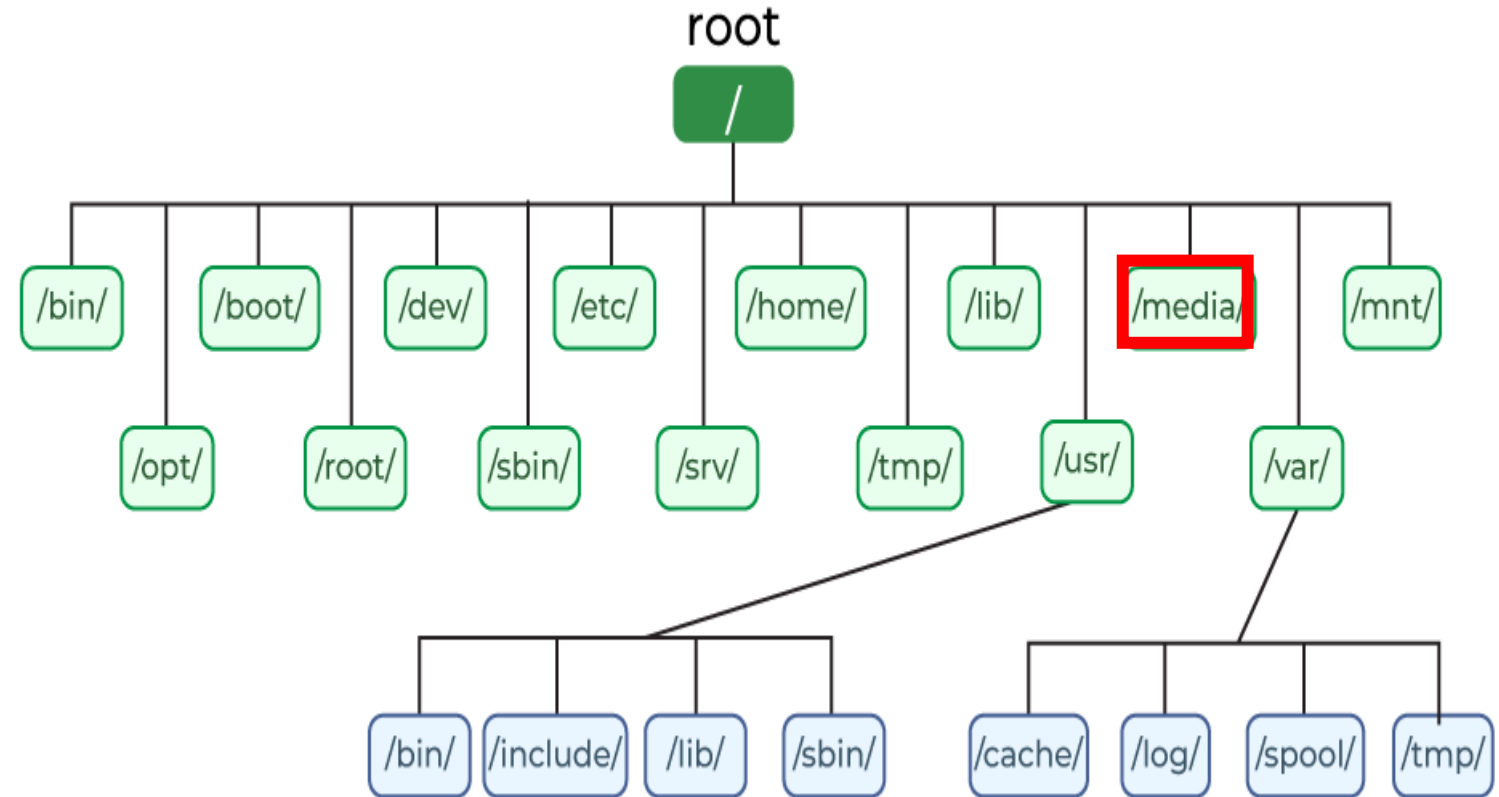 root
/
/bin/
/boot/
/dev/
/etc/
/home/
/lib/
/media/
/mnt/
/opt/
/root/
/sbin/
/srv/
/tmp/
/usr/
/var/
/bin/
/include/
/lib/
/sbin/
/cache/
/log/
/spool/
/tmp/